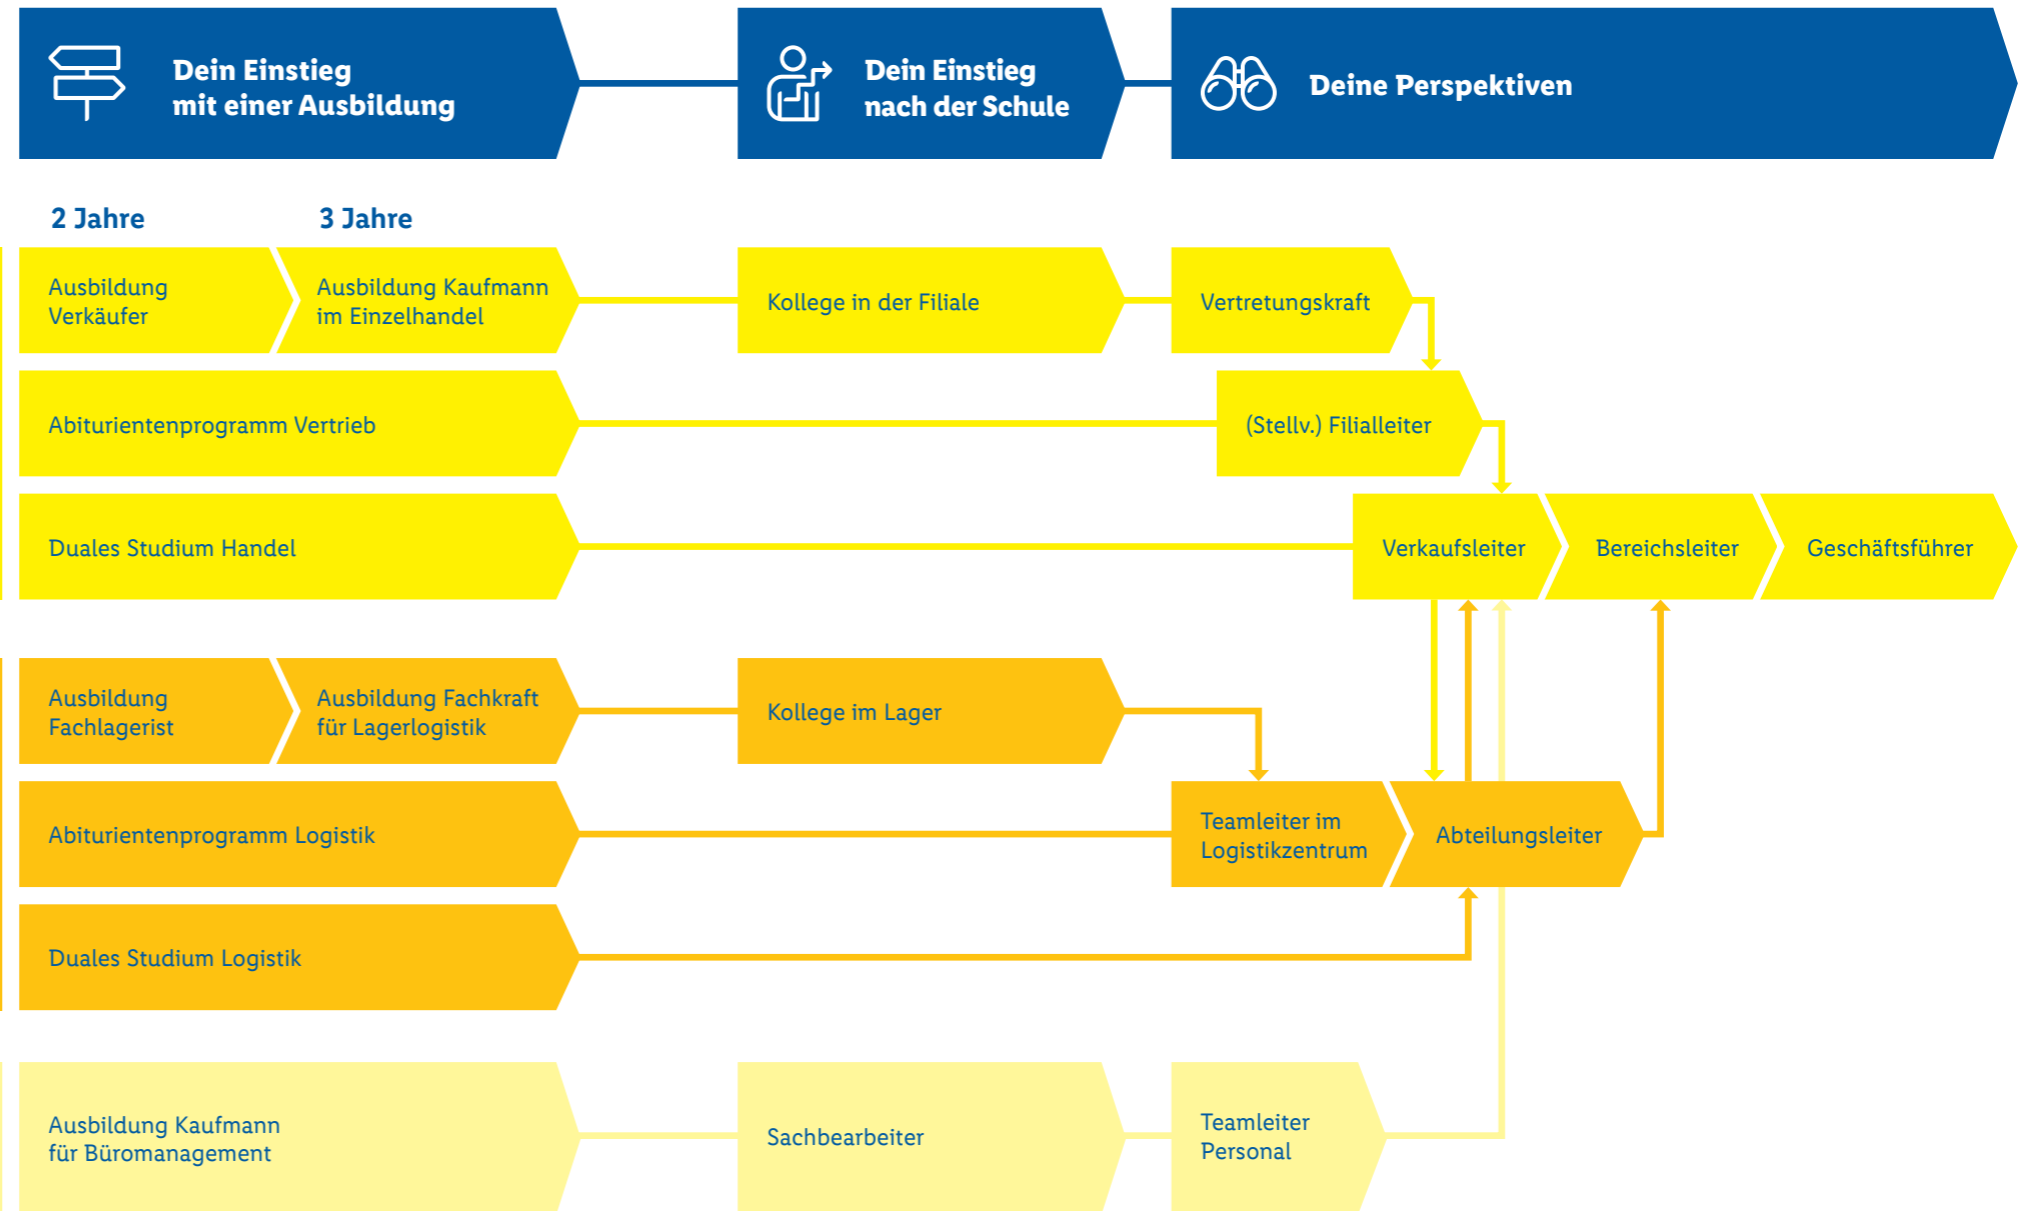 Dein Einstieg
mit einer Ausbildung
Dein Einstieg
nach der Schule
Deine Perspektiven
2 Jahre
3 Jahre
Ausbildung
Verkäufer
Ausbildung Kaufmann
im Einzelhandel
Kollege in der Filiale
Vertretungskraft
Abiturientenprogramm Vertrieb
(Stellv.) Filialleiter
Duales Studium Handel
Verkaufsleiter
Bereichsleiter
Geschäftsführer
Ausbildung
Fachlagerist
Ausbildung Fachkraft
für Lagerlogistik
Kollege im Lager
Abiturientenprogramm Logistik
Teamleiter im
Logistikzentrum
Abteilungsleiter
Duales Studium Logistik
Ausbildung Kaufmann
für Büromanagement
Sachbearbeiter
Teamleiter
Personal